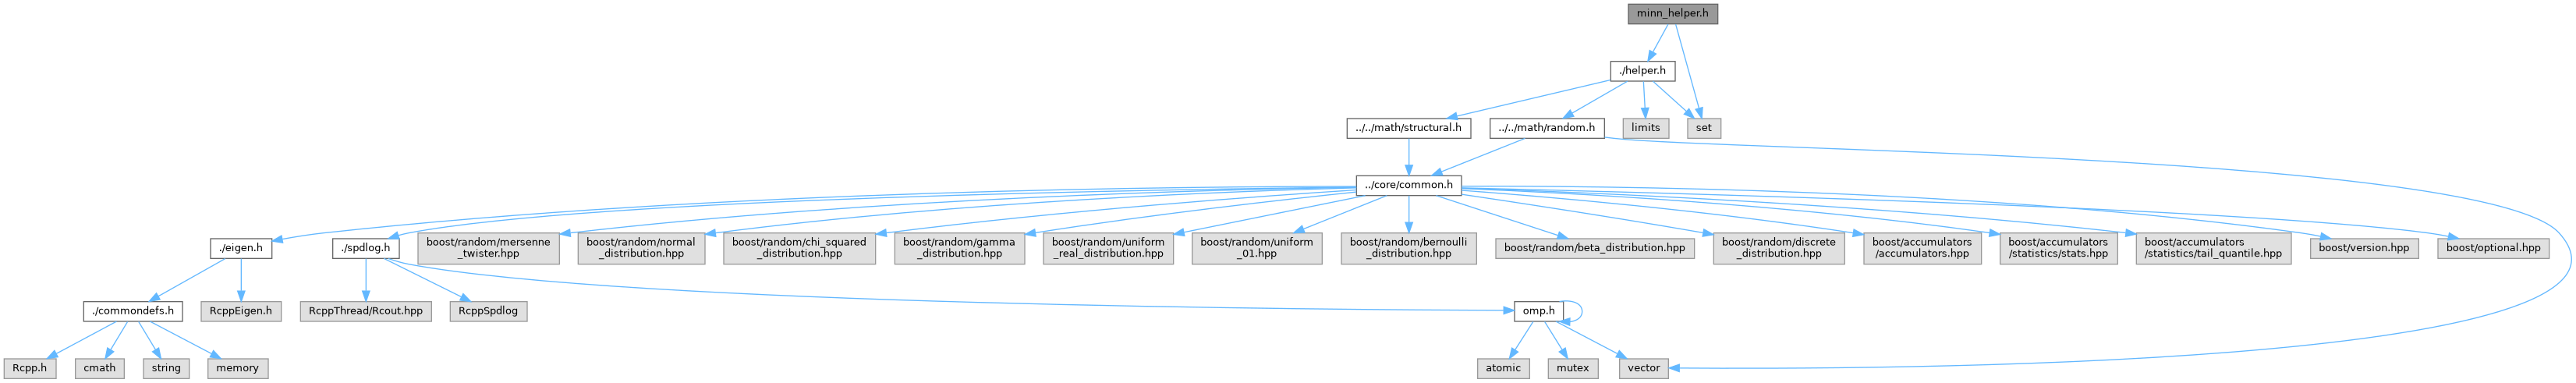 minn_helper.h
./helper.h
../../math/structural.h
../../math/random.h
limits
set
../core/common.h
./eigen.h
./spdlog.h
boost/random/mersenne
_twister.hpp
boost/random/normal
_distribution.hpp
boost/random/chi_squared
_distribution.hpp
boost/random/gamma
_distribution.hpp
boost/random/uniform
_real_distribution.hpp
boost/random/uniform
_01.hpp
boost/random/bernoulli
_distribution.hpp
boost/random/beta_distribution.hpp
boost/random/discrete
_distribution.hpp
boost/accumulators
/accumulators.hpp
boost/accumulators
/statistics/stats.hpp
boost/accumulators
/statistics/tail_quantile.hpp
boost/version.hpp
boost/optional.hpp
./commondefs.h
RcppEigen.h
RcppThread/Rcout.hpp
RcppSpdlog
omp.h
Rcpp.h
cmath
string
memory
atomic
mutex
vector